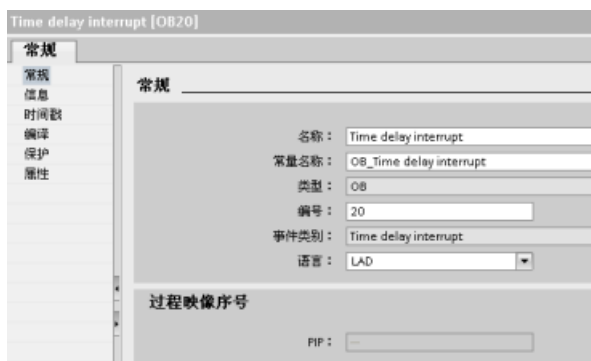 Time delay interrupt [OB20]
常规
常规
信息
时间戳
编译
保护
属性
常规
名称： Time delay interrupt
常量名称： OB_Time delay interrupt
类型： OB
编号： 20
事件类别： Time delay interrupt
语言： LAD
过程映像序号
PIP： ---